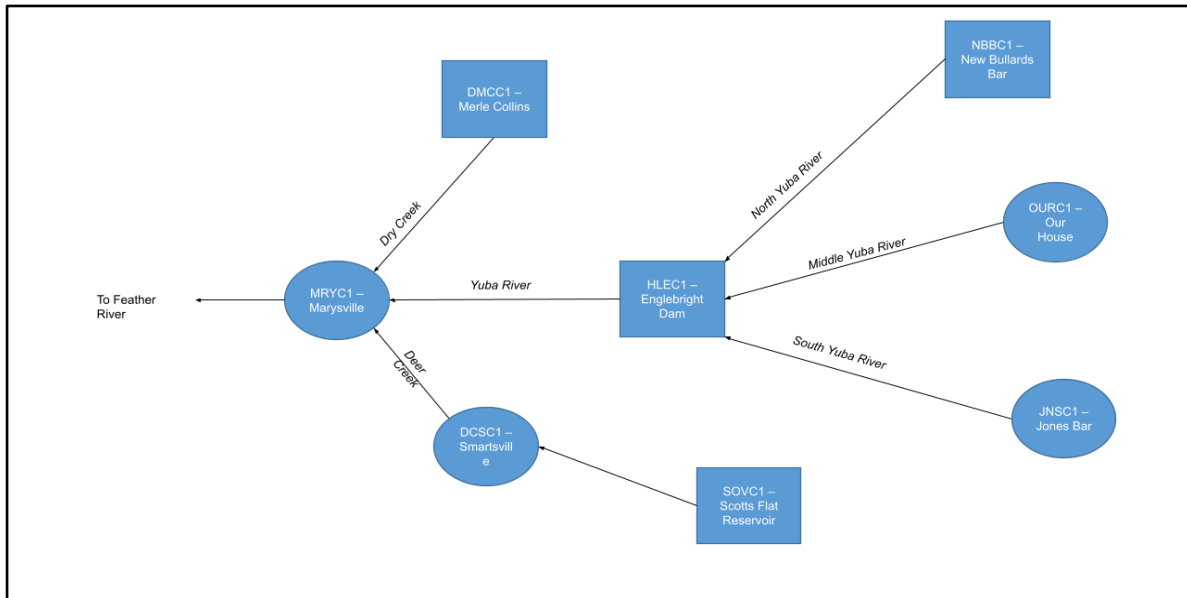 NBBC1 –
New Bullards
Bar
DMCC1 –
Merle Collins
North Yuba River
OURC1 –
Our
House
Dry Creek
Middle Yuba River
MRYC1 –
Marysville
Yuba River
HLEC1 –
Englebright
Dam
To Feather
River
South Yuba River
Deer
Creek
JNSC1 –
Jones Bar
DCSC1 –
Smartsvill
e
SOVC1 –
Scotts Flat
Reservoir